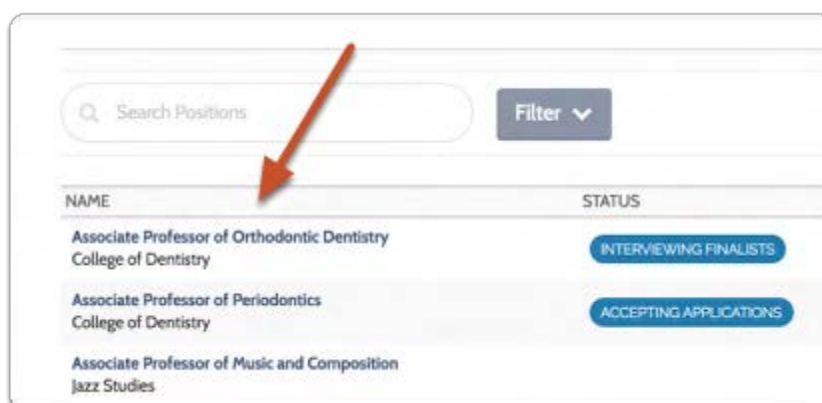 Search Positions
Filter
NAME STATUS
Associate Professor of Orthodontic Dentistry
College of Dentistry
INTERVIEWING FINALISTS
Associate Professor of Periodontics
College of Dentistry
ACCEPTING APPLICATIONS
Associate Professor of Music and Composition
Jazz Studies